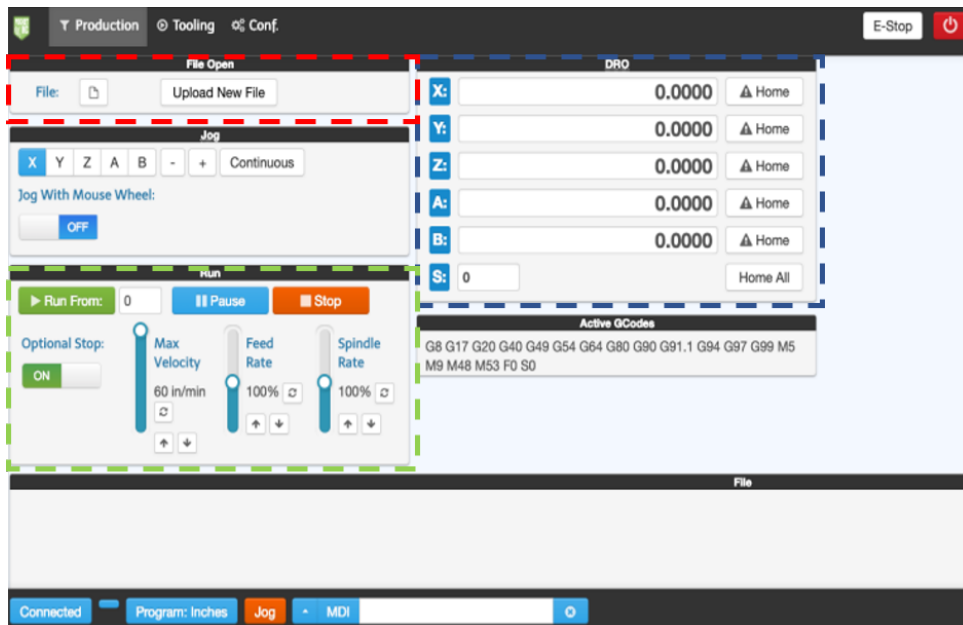 Production Tooling Conf. E-Stop
File Open
File: Upload New File
Jog
X Y Z A B - + Continuous
Jog With Mouse Wheel:
OFF
Run
Run From: 0 Pause Stop
Optional Stop:
ON
Max
Velocity
60 in/min
Feed
Rate
100%
Spindle
Rate
100%
DRO
X: 0.0000 Home
Y: 0.0000 Home
Z: 0.0000 Home
A: 0.0000 Home
B: 0.0000 Home
S: 0 Home All
Active GCodes
G8 G17 G20 G40 G49 G54 G64 G80 G90 G91.1 G94 G97 G99 M5
M9 M48 M53 F0 S0
File
Connected Program: Inches Jog - MDI